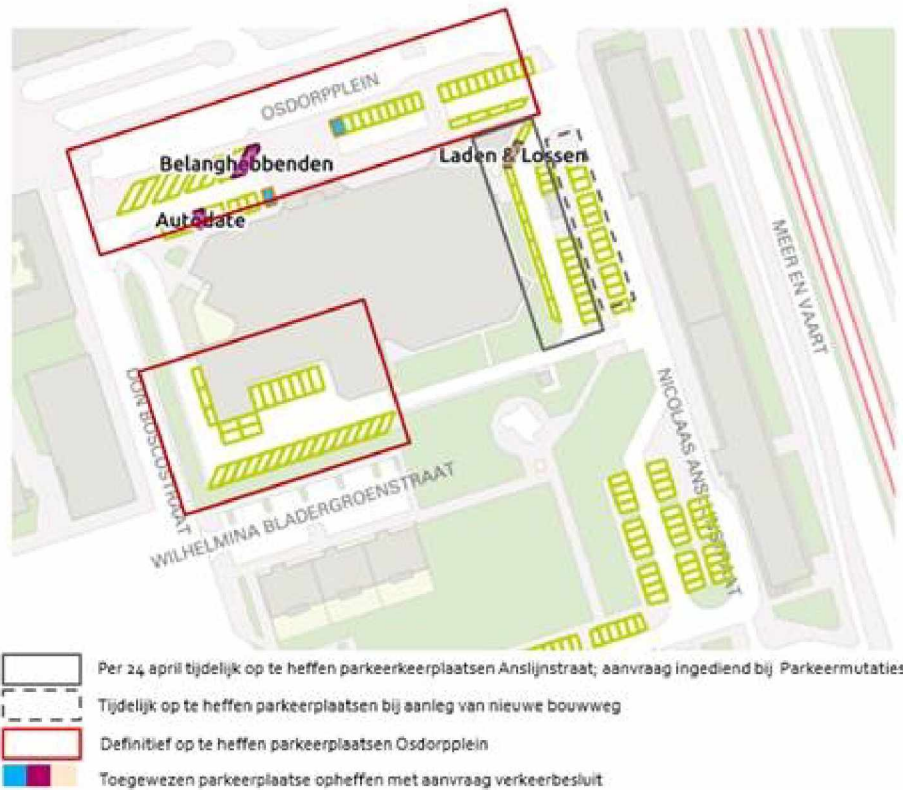 OSDORPPLEIN
Belanghebbenden
Laden & Lossen
Autodate
MEER EN VAART
DON BOSCOSTRAAT
NICOLAAS ANSLIJNSTRAAT
WILHELMINA BLADERGROENSTRAAT
Per 24 april tijdelijk op te heffen parkeerkeerplaatsen Anslijnstraat; aanvraag ingediend bij Parkeermutaties
Tijdelijk op te heffen parkeerplaatsen bij aanleg van nieuwe bouwweg
Definitief op te heffen parkeerplaatsen Osdorpplein
Toegewezen parkeerplaatse opheffen met aanvraag verkeerbesluit